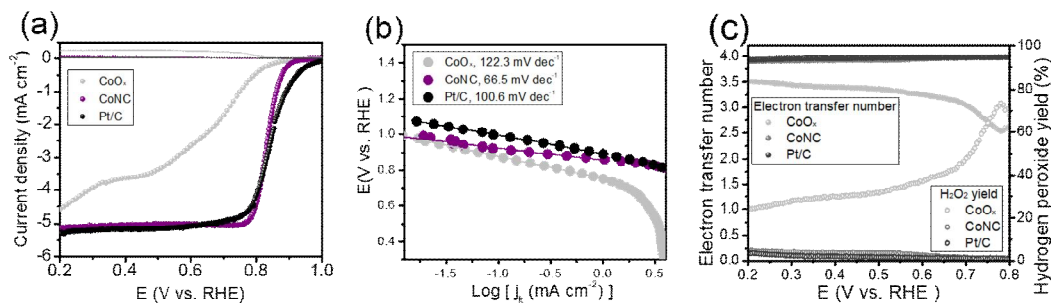 (a)
0
-1
-2
-3
-4
-5
-6
Current density (mA cm⁻²)
CoOₓ
CoNC
Pt/C
0.2 0.4 0.6 0.8 1.0
E (V vs. RHE)
(b)
1.4
1.2
1.0
0.8
0.6
0.4
E(V vs. RHE)
CoOₓ, 122.3 mV dec⁻¹
CoNC, 66.5 mV dec⁻¹
Pt/C, 100.6 mV dec⁻¹
-1.5 -1.0 -0.5 0.0 0.5
Log [ jₖ (mA cm⁻²) ]
(c)
4.0
3.5
3.0
2.5
2.0
1.5
1.0
0.5
0.0
Electron transfer number
Electron transfer number
CoOₓ
CoNC
Pt/C
H₂O₂ yield
CoOₓ
CoNC
Pt/C
100
80
60
40
20
0
Hydrogen peroxide yield (%)
0.2 0.3 0.4 0.5 0.6 0.7 0.8
E (V vs. RHE )